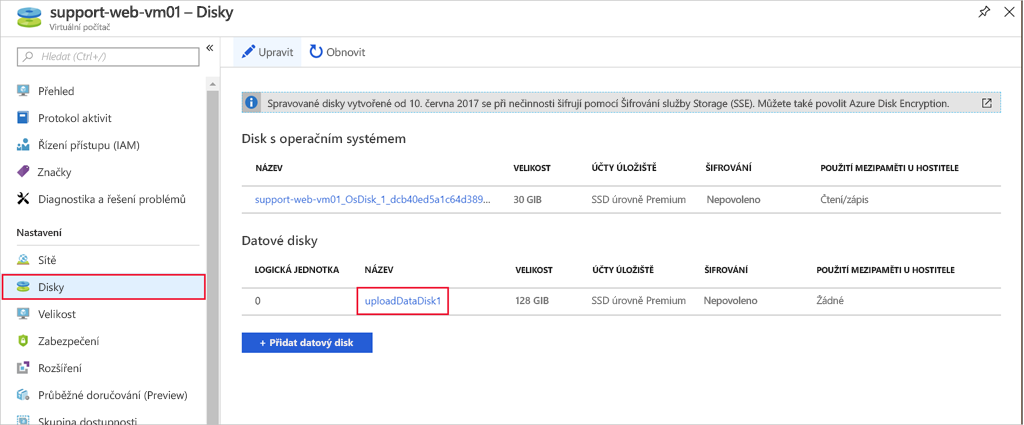 support-web-vm01 – Disky
Virtuální počítač
Hledat (Ctrl+/)
«
Přehled
Protokol aktivit
Řízení přístupu (IAM)
Značky
Diagnostika a řešení problémů
Nastavení
Sítě
Disky
Velikost
Zabezpečení
Rozšíření
Průběžné doručování (Preview)
Skupina dostupnosti
Upravit Obnovit
Spravované disky vytvořené od 10. června 2017 se při nečinnosti šifrují pomocí Šifrování služby Storage (SSE). Můžete také povolit Azure Disk Encryption.
Disk s operačním systémem
NÁZEV VELIKOST ÚČTY ÚLOŽIŠTĚ ŠIFROVÁNÍ POUŽITÍ MEZIPAMĚTI U HOSTITELE
support-web-vm01_OsDisk_1_dcb40ed5a1c64d389... 30 GIB SSD úrovně Premium Nepovoleno Čtení/zápis
Datové disky
LOGICKÁ JEDNOTKA NÁZEV VELIKOST ÚČTY ÚLOŽIŠTĚ ŠIFROVÁNÍ POUŽITÍ MEZIPAMĚTI U HOSTITELE
0 uploadDataDisk1 128 GIB SSD úrovně Premium Nepovoleno Žádné
+ Přidat datový disk